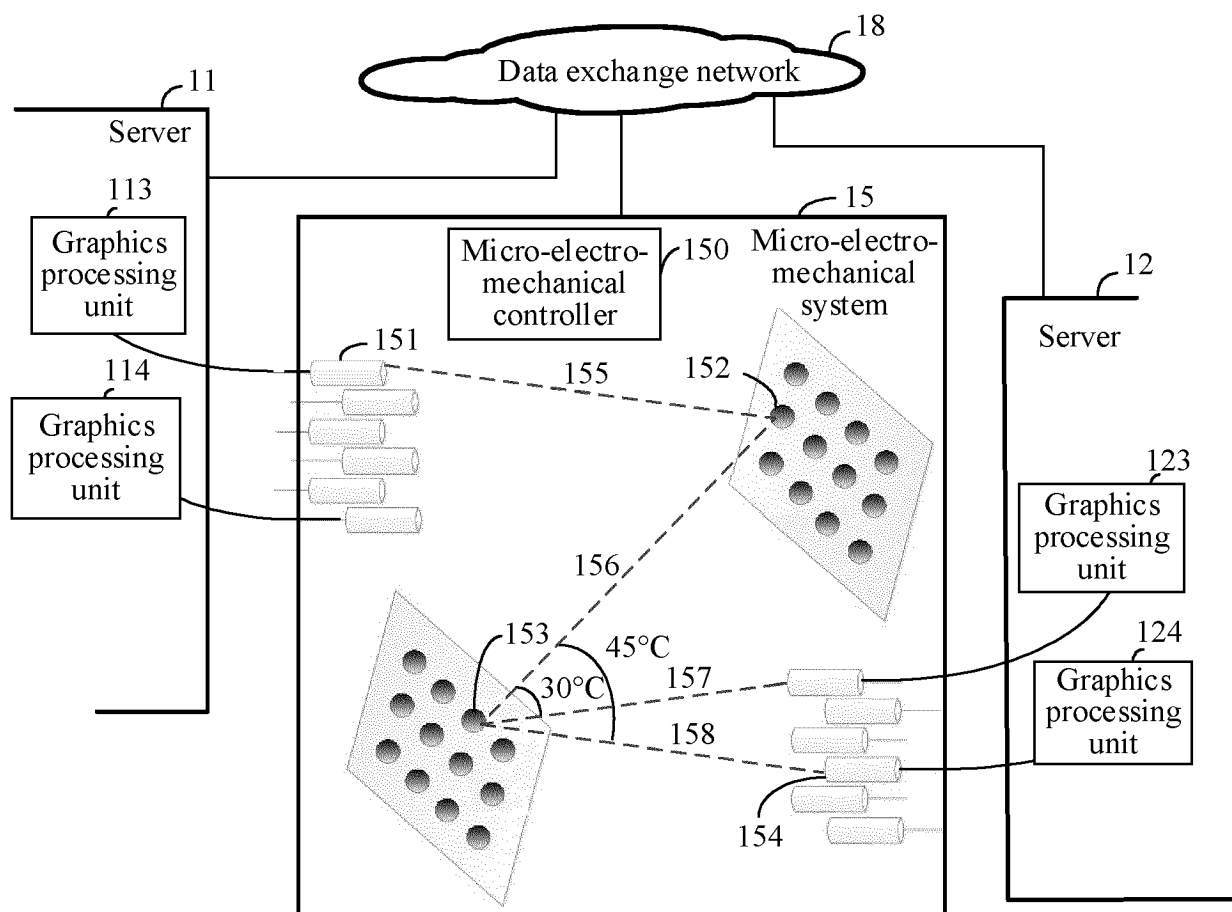 18
Data exchange network
11
Server
113
Graphics
processing
unit
114
Graphics
processing
unit
15
Micro-electro-
mechanical
controller
150
Micro-electro-
mechanical
system
12
Server
151
155
152
156
153
45°C
30°C
157
158
154
123
Graphics
processing
unit
124
Graphics
processing
unit